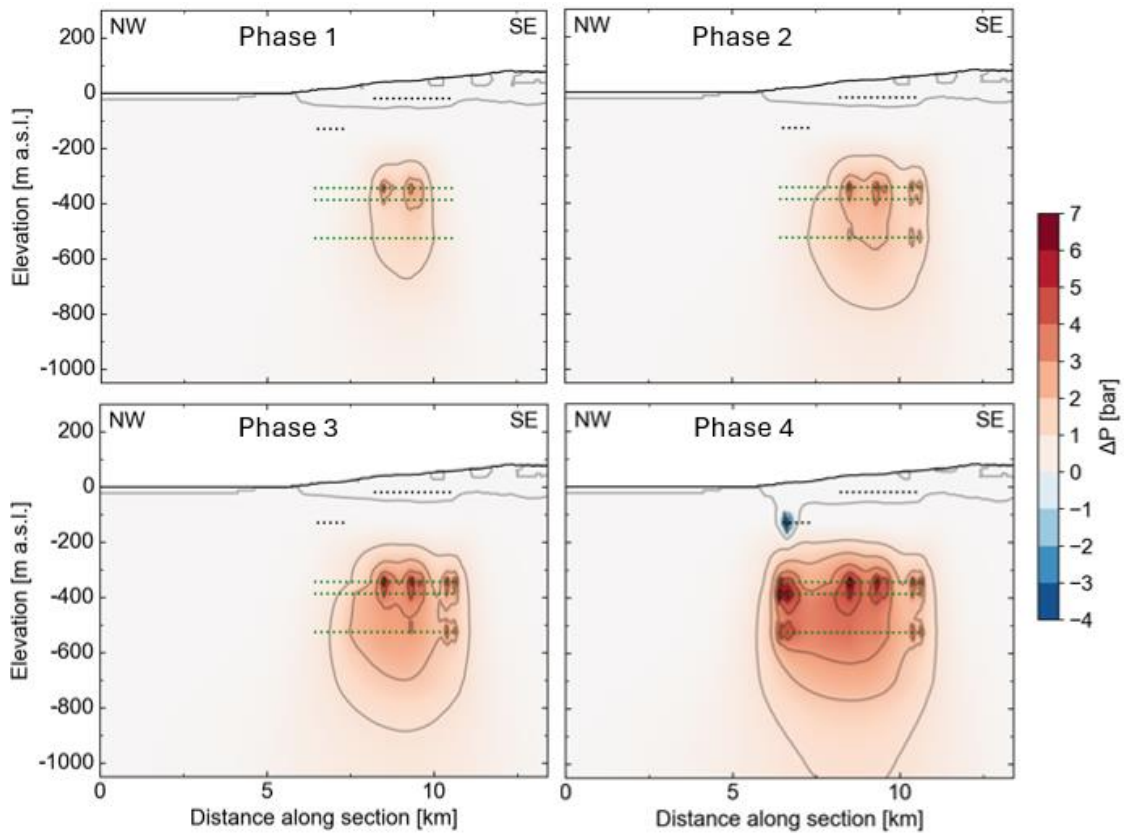 NW Phase 1 SE
NW Phase 2 SE
200
0
-200
-400
-600
-800
-1000
Elevation [m a.s.l.]
NW Phase 3 SE
NW Phase 4 SE
200
0
-200
-400
-600
-800
-1000
Elevation [m a.s.l.]
0 5 10
Distance along section [km]
0 5 10
Distance along section [km]
7
6
5
4
3
2
1
0
−1
−2
−3
−4
ΔP [bar]